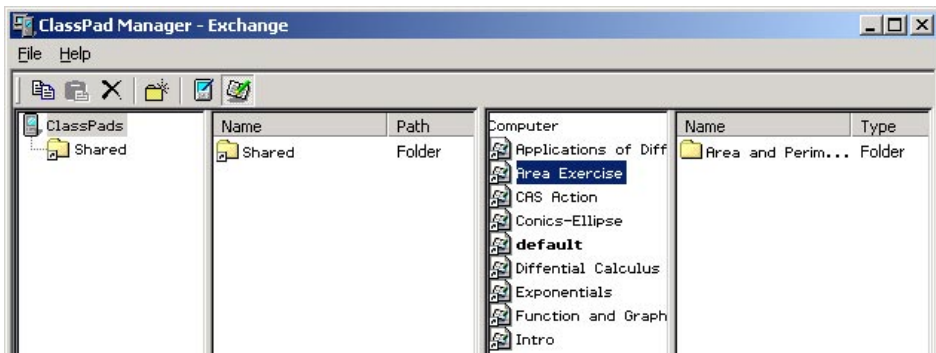 ClassPad Manager - Exchange
File Help
ClassPads
Shared
Name Path
Shared Folder
Computer
Applications of Diff
Area Exercise
CAS Action
Conics-Ellipse
default
Diffential Calculus
Exponentials
Function and Graph
Intro
Name Type
Area and Perim... Folder